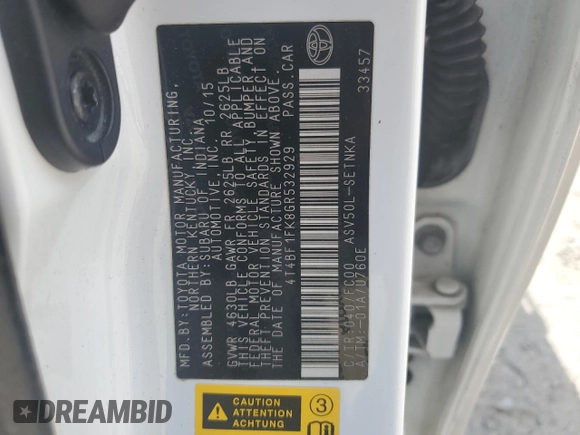 MFD.BY:TOYOTA MOTOR MANUFACTURING,
NORTHERN KENTUCKY, INC.
ASSEMBLED BY:SUBARU OF INDIANA
AUTOMOTIVE, INC. 10/15
GVWR 4630LB GAWR FR 2625LB RR 2625LB
THIS VEHICLE CONFORMS TO ALL APPLICABLE
FEDERAL MOTOR VEHICLE SAFETY, BUMPER, AND
THEFT PREVENTION STANDARDS IN EFFECT ON
THE DATE OF MANUFACTURE SHOWN ABOVE.
4T4BF1FK8GR532929 PASS.CAR
C/TR:040/FC00 ASV50L-SETNKA
A/TM:-01A/U760E
33457
CAUTION
ATTENTION
ACHTUNG
3
DREAMBID